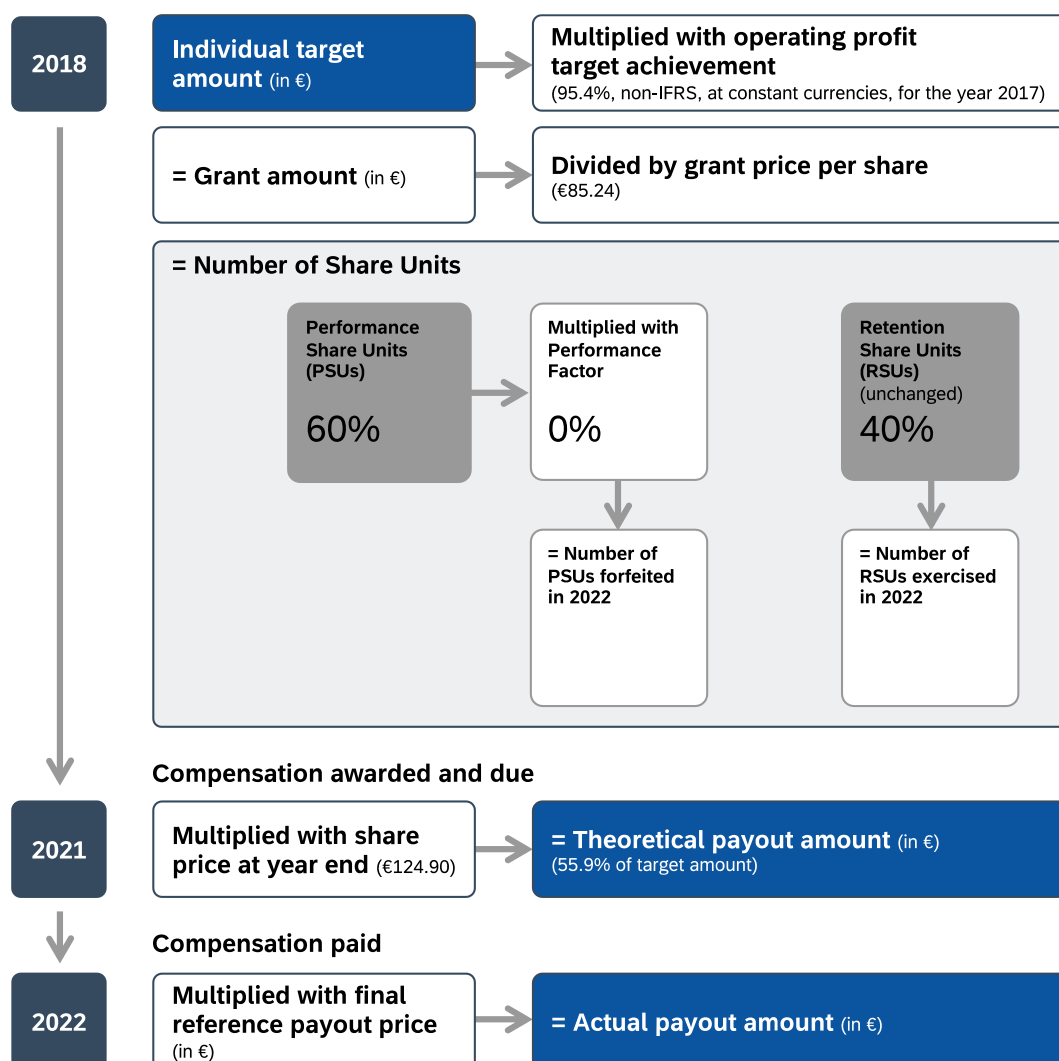 2018
Individual target
amount (in €)
Multiplied with operating profit
target achievement
(95.4%, non-IFRS, at constant currencies, for the year 2017)
= Grant amount (in €)
Divided by grant price per share
(€85.24)
= Number of Share Units
Performance
Share Units
(PSUs)
60%
Multiplied with
Performance
Factor
0%
Retention
Share Units
(RSUs)
(unchanged)
40%
= Number of
PSUs forfeited
in 2022
= Number of
RSUs exercised
in 2022
Compensation awarded and due
2021
Multiplied with share
price at year end (€124.90)
= Theoretical payout amount (in €)
(55.9% of target amount)
Compensation paid
2022
Multiplied with final
reference payout price
(in €)
= Actual payout amount (in €)